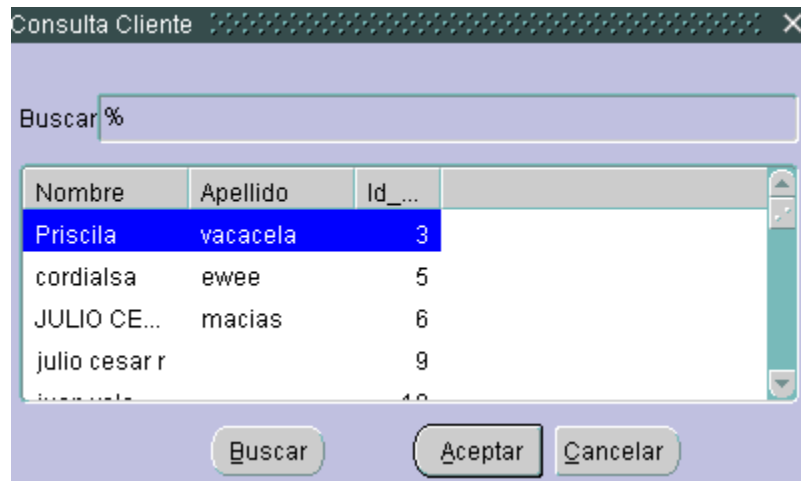 Consulta Cliente
Buscar %
Nombre Apellido Id_...
Priscila vacacela 3
cordialsa ewee 5
JULIO CE... macias 6
julio cesar r 9
Buscar Aceptar Cancelar